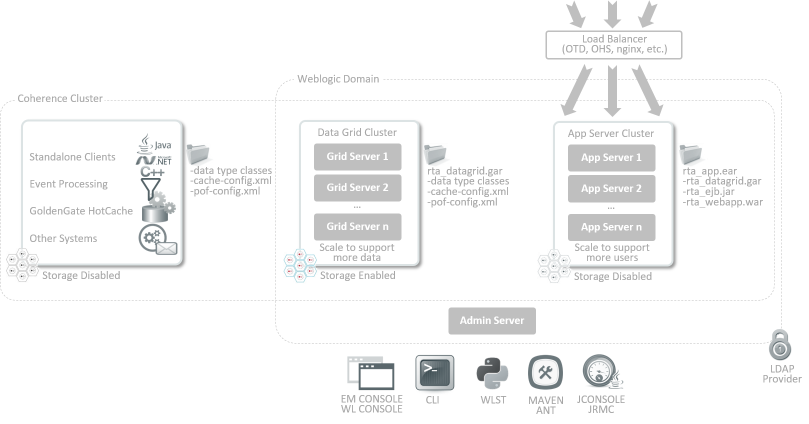 Load Balancer
(OTD, OHS, nginx, etc.)
Weblogic Domain
Coherence Cluster
Java
Microsoft
.NET
C++
Standalone Clients
Event Processing
GoldenGate HotCache
Other Systems
-data type classes
-cache-config.xml
-pof-config.xml
Storage Disabled
Data Grid Cluster
Grid Server 1
Grid Server 2
...
Grid Server n
Scale to support
more data
rta_datagrid.gar
-data type classes
-cache-config.xml
-pof-config.xml
Storage Enabled
App Server Cluster
App Server 1
App Server 2
...
App Server n
Scale to support
more users
rta_app.ear
-rta_datagrid.gar
-rta_ejb.jar
-rta_webapp.war
Storage Disabled
Admin Server
EM CONSOLE
WL CONSOLE
>_
CLI
WLST
MAVEN
ANT
JCONSOLE
JRMC
LDAP
Provider